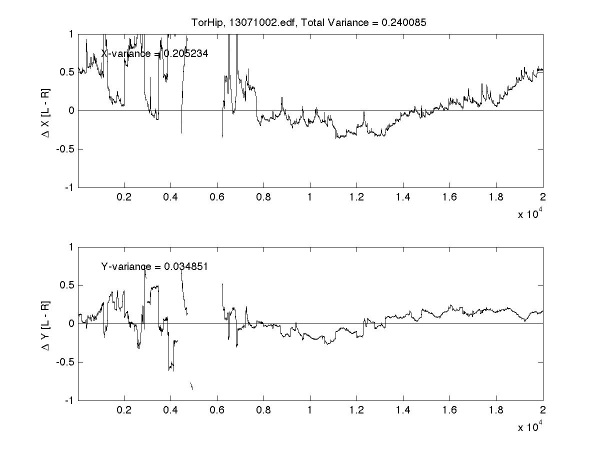 TorHip, 13071002.edf, Total Variance = 0.240085
1
X-variance = 0.205234
0.5
Δ X [L - R]
0
-0.5
-1
0.2 0.4 0.6 0.8 1 1.2 1.4 1.6 1.8 2
x 10^4
1
Y-variance = 0.034851
0.5
Δ Y [L - R]
0
-0.5
-1
0.2 0.4 0.6 0.8 1 1.2 1.4 1.6 1.8 2
x 10^4